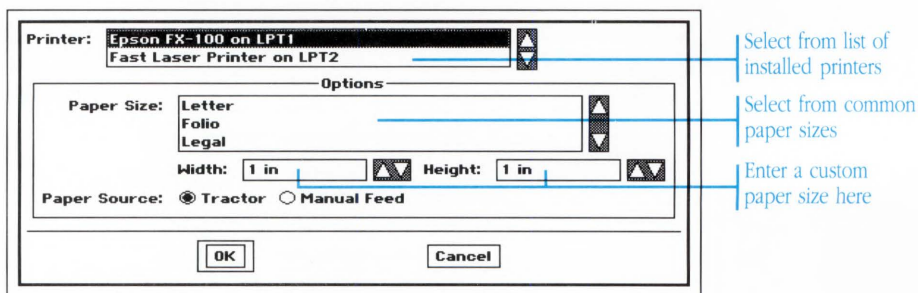 Printer: Epson FX-100 on LPT1
Fast Laser Printer on LPT2
Options
Paper Size: Letter
Folio
Legal
Width: 1 in Height: 1 in
Paper Source: Tractor Manual Feed
OK Cancel
Select from list of
installed printers
Select from common
paper sizes
Enter a custom
paper size here